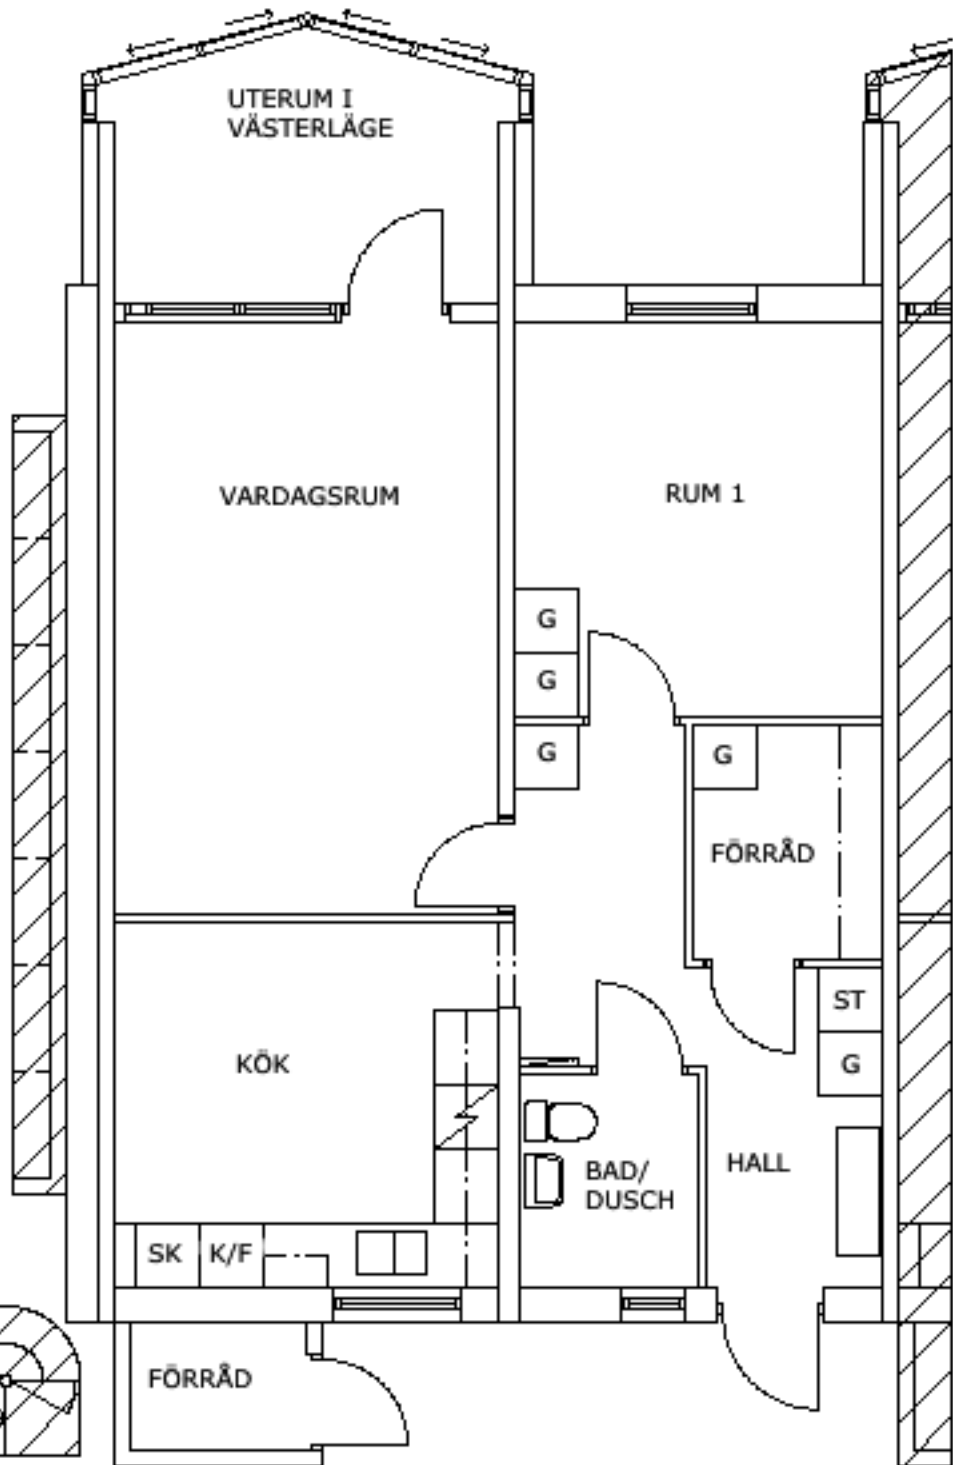 UTERUM I
VÄSTERLÄGE
VARDAGSRUM
RUM 1
G
G
G
G
FÖRRÅD
ST
G
KÖK
HALL
BAD/
DUSCH
SK
K/F
FÖRRÅD